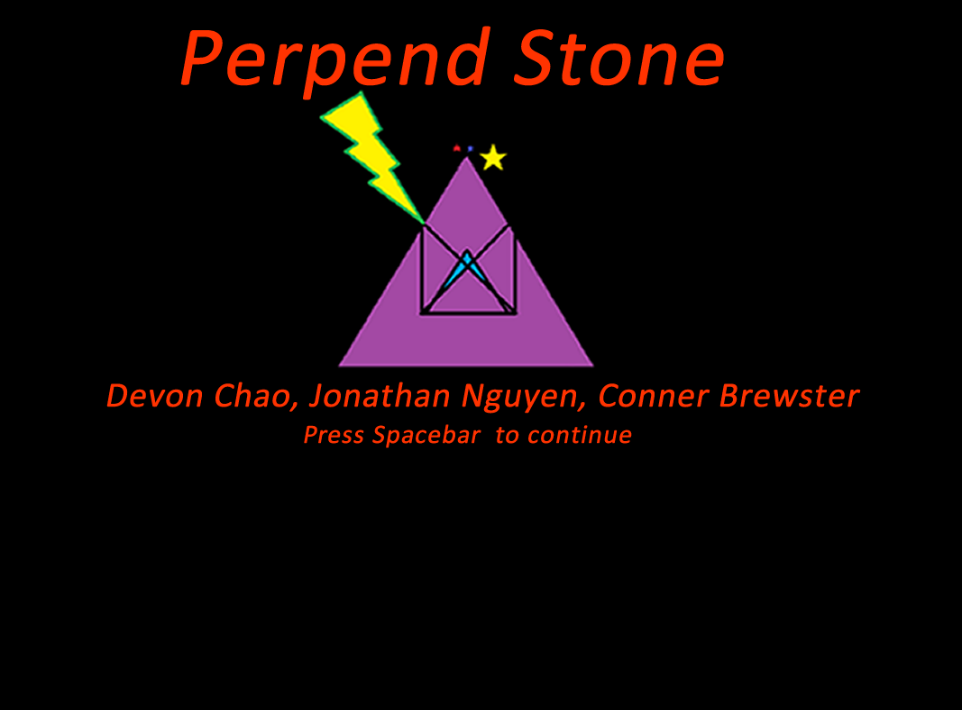 Perpend Stone
Devon Chao, Jonathan Nguyen, Conner Brewster
Press Spacebar  to continue